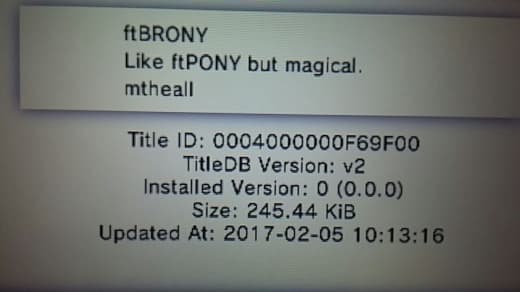 ftBRONY
Like ftPONY but magical.
mtheall
Title ID: 0004000000F69F00
TitleDB Version: v2
Installed Version: 0 (0.0.0)
Size: 245.44 KiB
Updated At: 2017-02-05 10:13:16